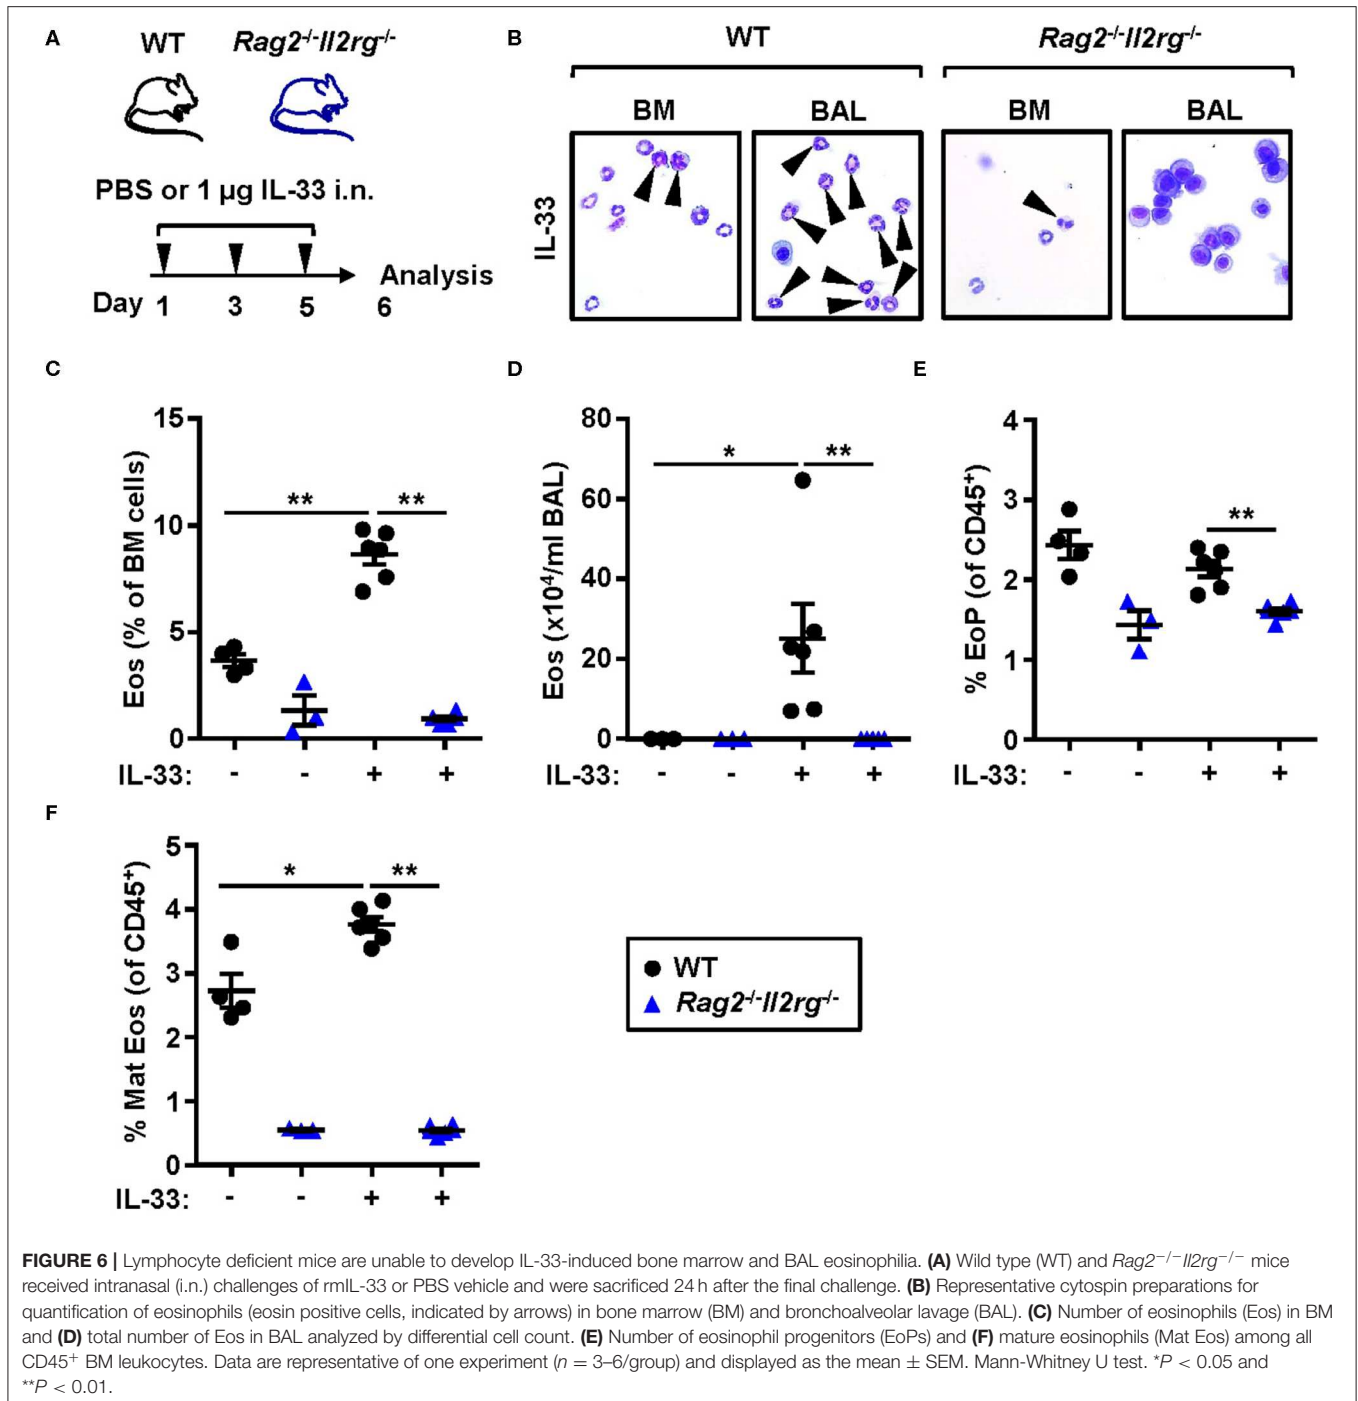 A
WT Rag2-/-Il2rg-/-
PBS or 1 µg IL-33 i.n.
Analysis
Day 1 3 5 6
B
WT Rag2-/-Il2rg-/-
BM BAL BM BAL
IL-33
C
Eos (% of BM cells)
15
10
5
0
** **
IL-33: - - + +
D
Eos (x10⁴/ml BAL)
80
60
40
20
0
* **
IL-33: - - + +
E
% EoP (of CD45⁺)
4
3
2
1
0
**
IL-33: - - + +
F
% Mat Eos (of CD45⁺)
5
4
3
2
1
0
* **
IL-33: - - + +
WT
Rag2-/-Il2rg-/-
FIGURE 6 | Lymphocyte deficient mice are unable to develop IL-33-induced bone marrow and BAL eosinophilia. (A) Wild type (WT) and Rag2−/−Il2rg−/− mice
received intranasal (i.n.) challenges of rmIL-33 or PBS vehicle and were sacrificed 24 h after the final challenge. (B) Representative cytospin preparations for
quantification of eosinophils (eosin positive cells, indicated by arrows) in bone marrow (BM) and bronchoalveolar lavage (BAL). (C) Number of eosinophils (Eos) in BM
and (D) total number of Eos in BAL analyzed by differential cell count. (E) Number of eosinophil progenitors (EoPs) and (F) mature eosinophils (Mat Eos) among all
CD45⁺ BM leukocytes. Data are representative of one experiment (n = 3–6/group) and displayed as the mean ± SEM. Mann-Whitney U test. *P < 0.05 and
**P < 0.01.